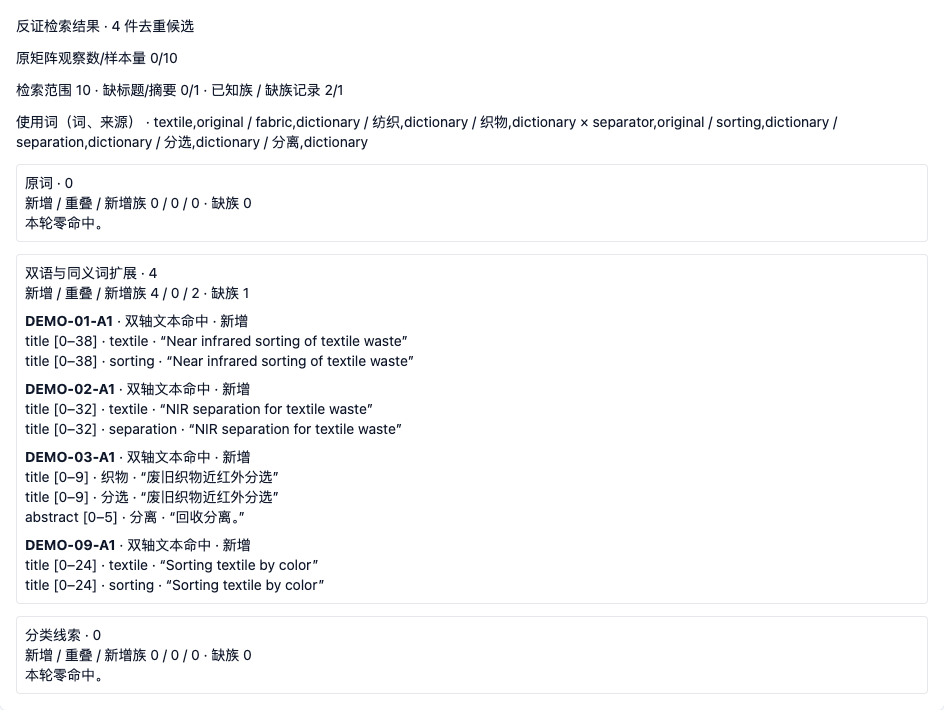 反证检索结果 · 4 件去重候选
原矩阵观察数/样本量 0/10
检索范围 10 · 缺标题/摘要 0/1 · 已知族 / 缺族记录 2/1
使用词（词、来源） · textile,original / fabric,dictionary / 纺织,dictionary / 织物,dictionary × separator,original / sorting,dictionary /
separation,dictionary / 分选,dictionary / 分离,dictionary
原词 · 0
新增 / 重叠 / 新增族 0 / 0 / 0 · 缺族 0
本轮零命中。
双语与同义词扩展 · 4
新增 / 重叠 / 新增族 4 / 0 / 2 · 缺族 1
DEMO-01-A1 · 双轴文本命中 · 新增
title [0–38] · textile · “Near infrared sorting of textile waste”
title [0–38] · sorting · “Near infrared sorting of textile waste”
DEMO-02-A1 · 双轴文本命中 · 新增
title [0–32] · textile · “NIR separation for textile waste”
title [0–32] · separation · “NIR separation for textile waste”
DEMO-03-A1 · 双轴文本命中 · 新增
title [0–9] · 织物 · “废旧织物近红外分选”
title [0–9] · 分选 · “废旧织物近红外分选”
abstract [0–5] · 分离 · “回收分离。”
DEMO-09-A1 · 双轴文本命中 · 新增
title [0–24] · textile · “Sorting textile by color”
title [0–24] · sorting · “Sorting textile by color”
分类线索 · 0
新增 / 重叠 / 新增族 0 / 0 / 0 · 缺族 0
本轮零命中。